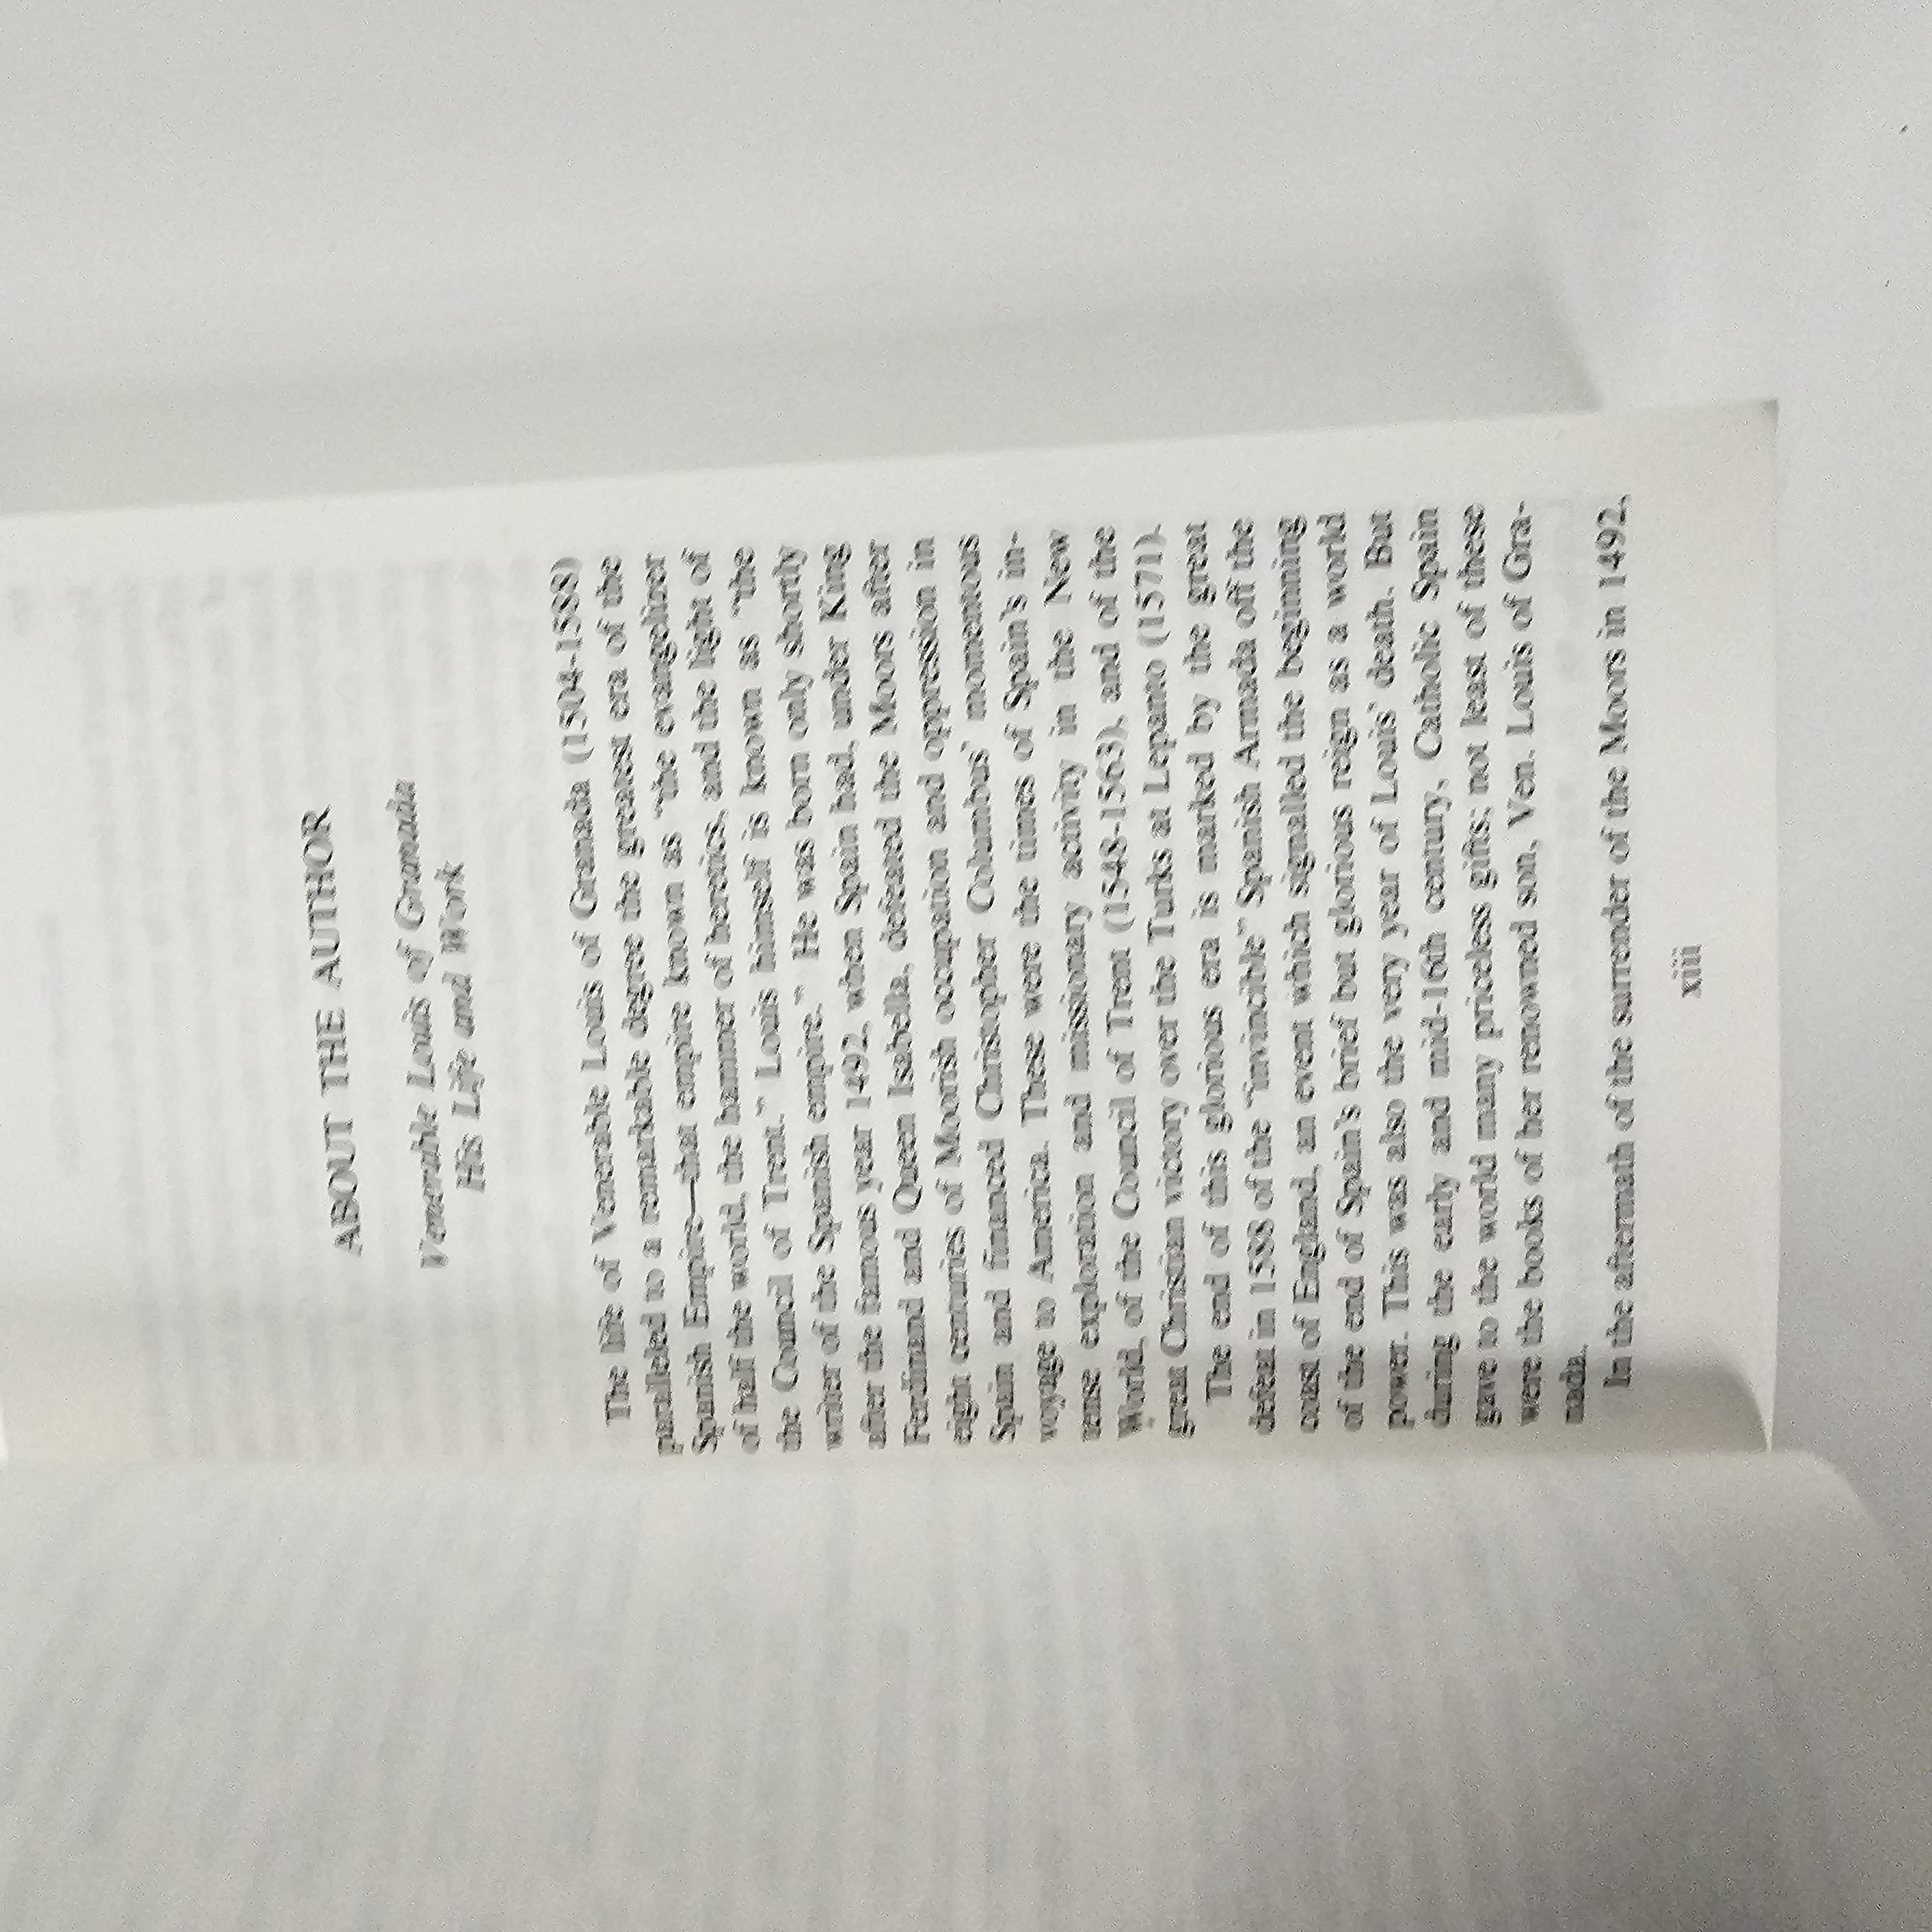 ABOUT THE AUTHOR
Venerable Louis of Granada
His Life and Work
The life of Venerable Louis of Granada (1504-1588)
paralleled to a remarkable degree the greatest era of the
Spanish Empire—that empire known as "the evangelizer
of half the world, the hammer of heretics, and the light of
the Council of Trent." Louis himself is known as "the
writer of the Spanish empire." He was born only shortly
after the famous year 1492, when Spain had, under King
Ferdinand and Queen Isabella, defeated the Moors after
eight centuries of Moorish occupation and oppression in
Spain and financed Christopher Columbus' momentous
voyage to America. These were the times of Spain's in-
tense exploration and missionary activity in the New
World, of the Council of Trent (1548-1563), and of the
great Christian victory over the Turks at Lepanto (1571).
The end of this glorious era is marked by the great
defeat in 1588 of the "invincible" Spanish Armada off the
coast of England, an event which signalled the beginning
of the end of Spain's brief but glorious reign as a world
power. This was also the very year of Louis' death. But
during the early and mid-16th century, Catholic Spain
gave to the world many priceless gifts; not least of these
were the books of her renowned son, Ven. Louis of Gra-
nada.
In the aftermath of the surrender of the Moors in 1492,
xiii